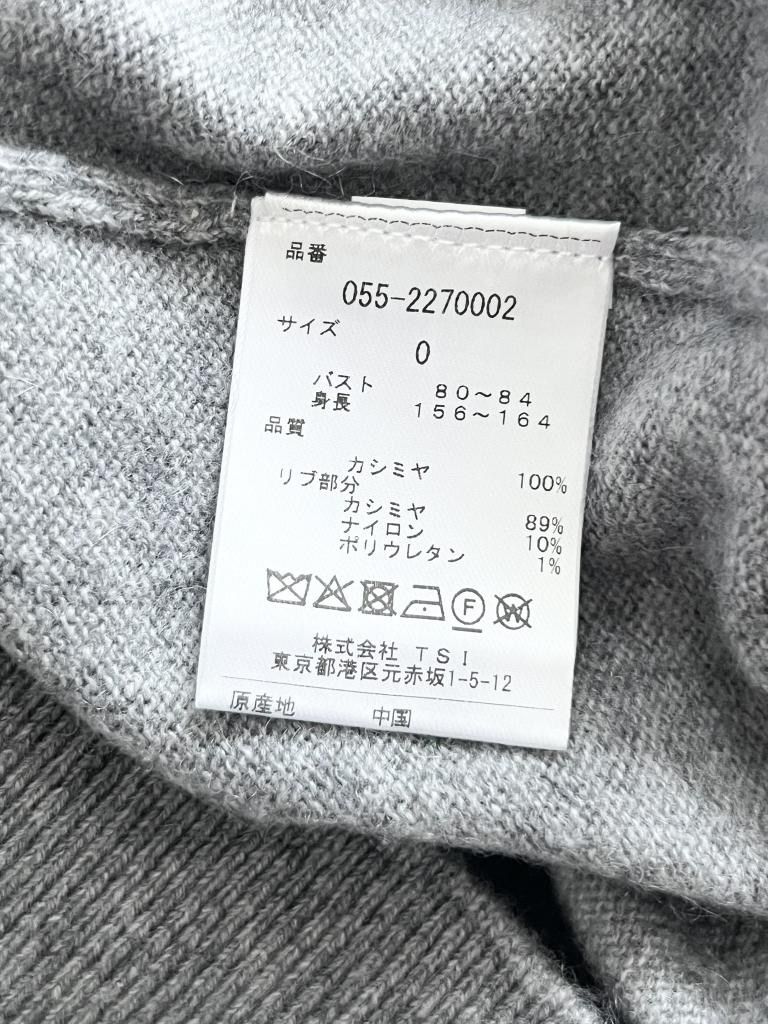 品番
055-2270002
サイズ
0
バスト 80～84
身長 156～164
品質
カシミヤ 100%
リブ部分
カシミヤ 89%
ナイロン 10%
ポリウレタン 1%
F W
株式会社 TSI
東京都港区元赤坂1-5-12
原産地 中国